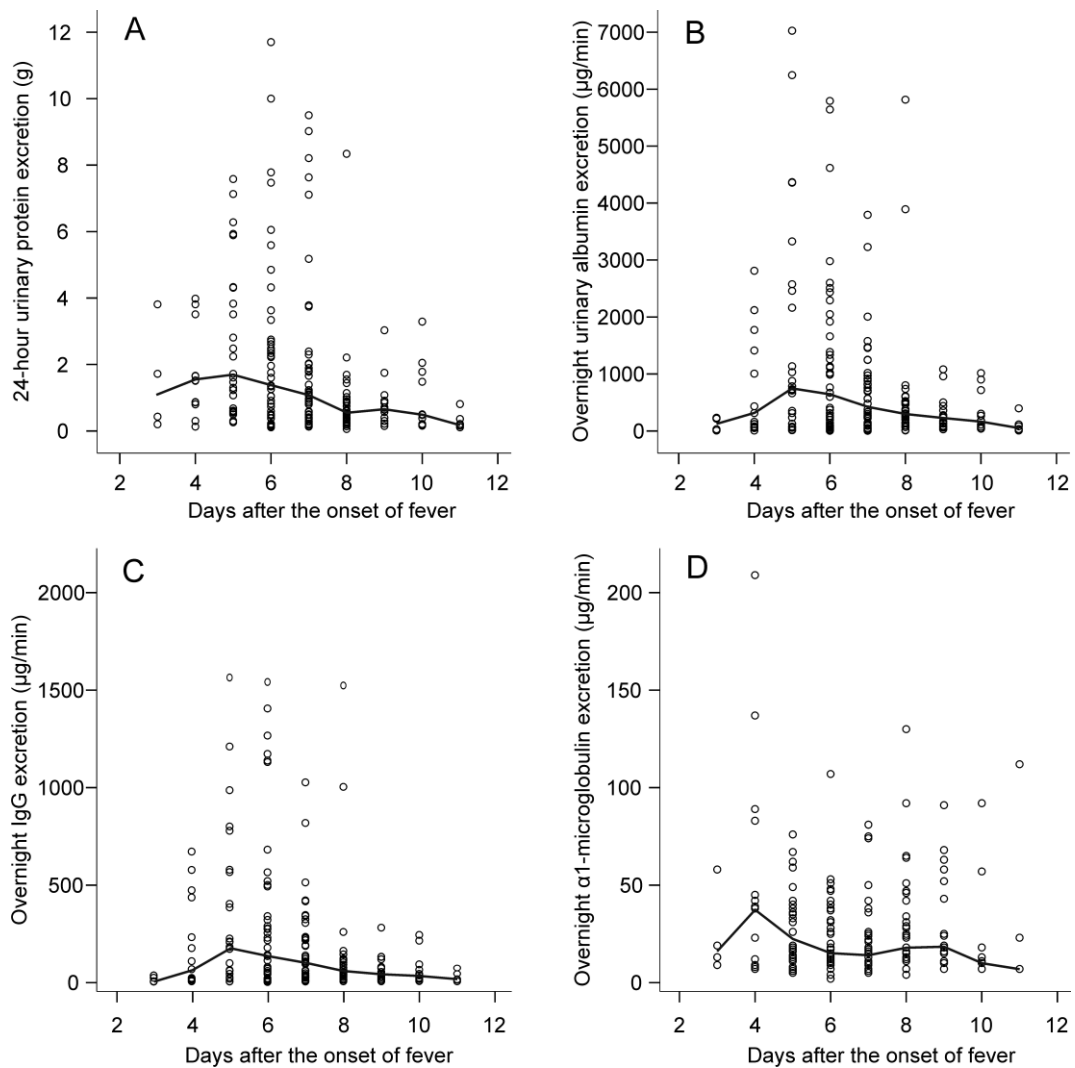 A
24-hour urinary protein excretion (g)
12
10
8
6
4
2
0
2 4 6 8 10 12
Days after the onset of fever
B
Overnight urinary albumin excretion (µg/min)
7000
6000
5000
4000
3000
2000
1000
0
2 4 6 8 10 12
Days after the onset of fever
C
Overnight IgG excretion (µg/min)
2000
1500
1000
500
0
2 4 6 8 10 12
Days after the onset of fever
D
Overnight α1-microglobulin excretion (µg/min)
200
150
100
50
0
2 4 6 8 10 12
Days after the onset of fever